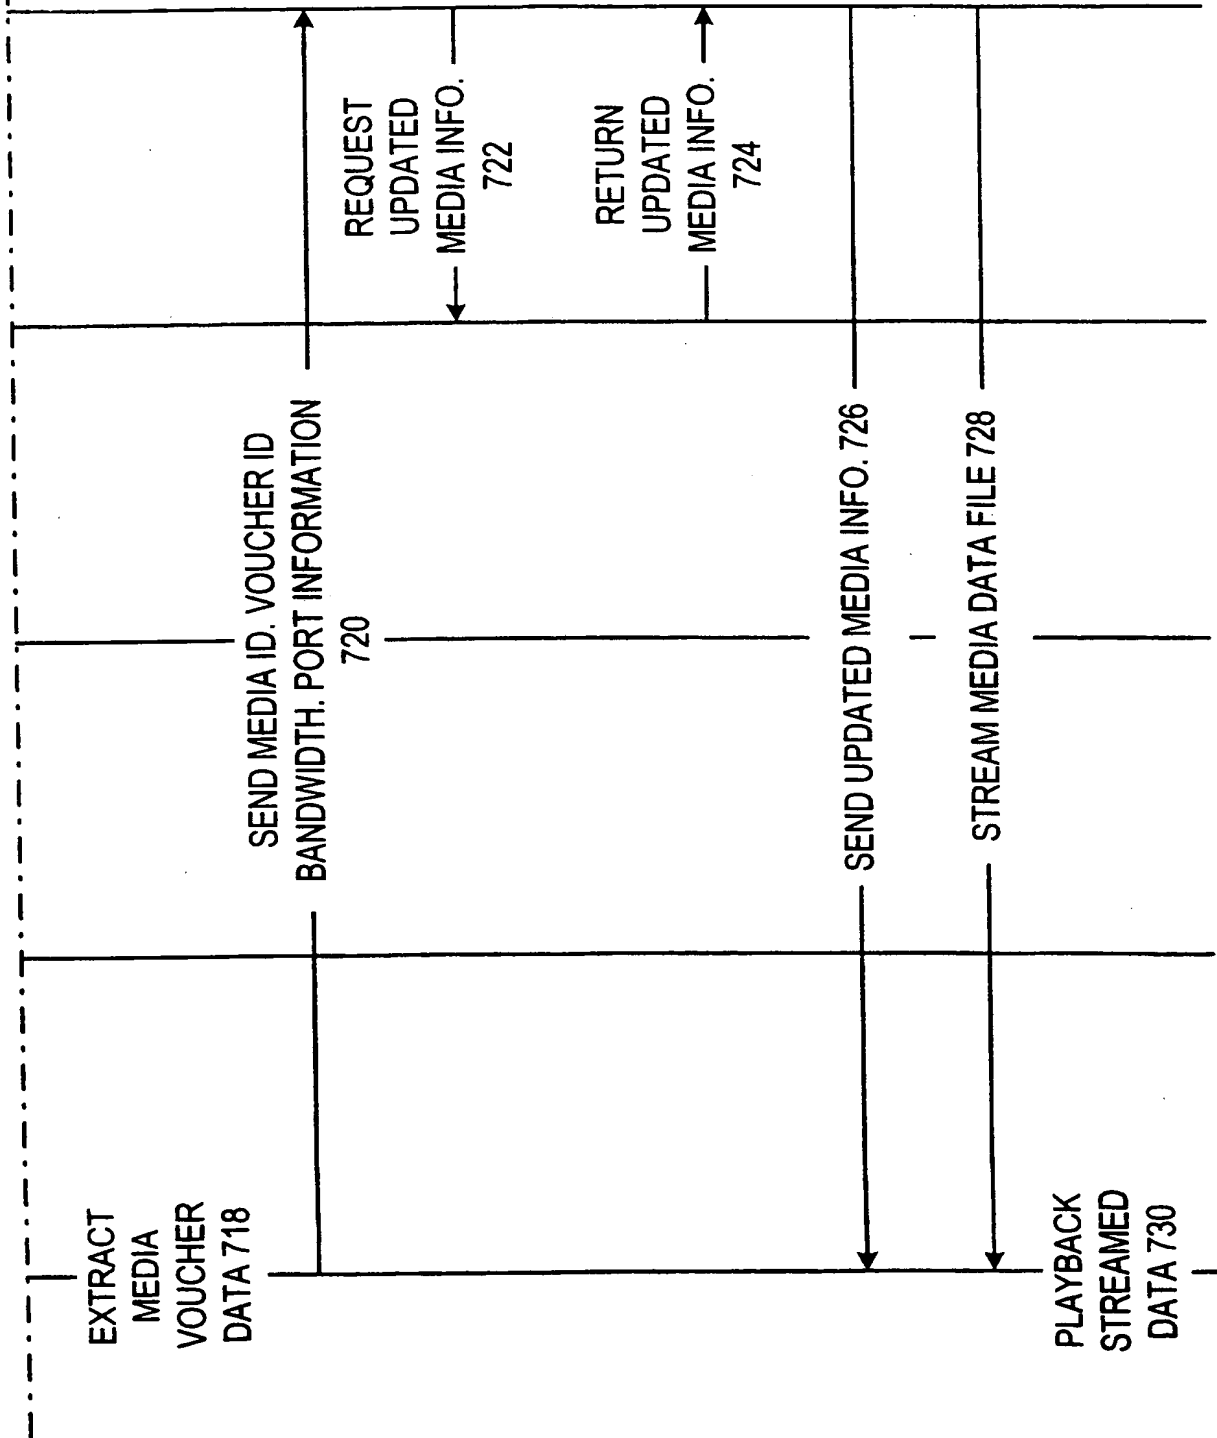 EXTRACT
MEDIA
VOUCHER
DATA 718
SEND MEDIA ID. VOUCHER ID
BANDWIDTH. PORT INFORMATION
720
REQUEST
UPDATED
MEDIA INFO.
722
RETURN
UPDATED
MEDIA INFO.
724
SEND UPDATED MEDIA INFO. 726
STREAM MEDIA DATA FILE 728
PLAYBACK
STREAMED
DATA 730